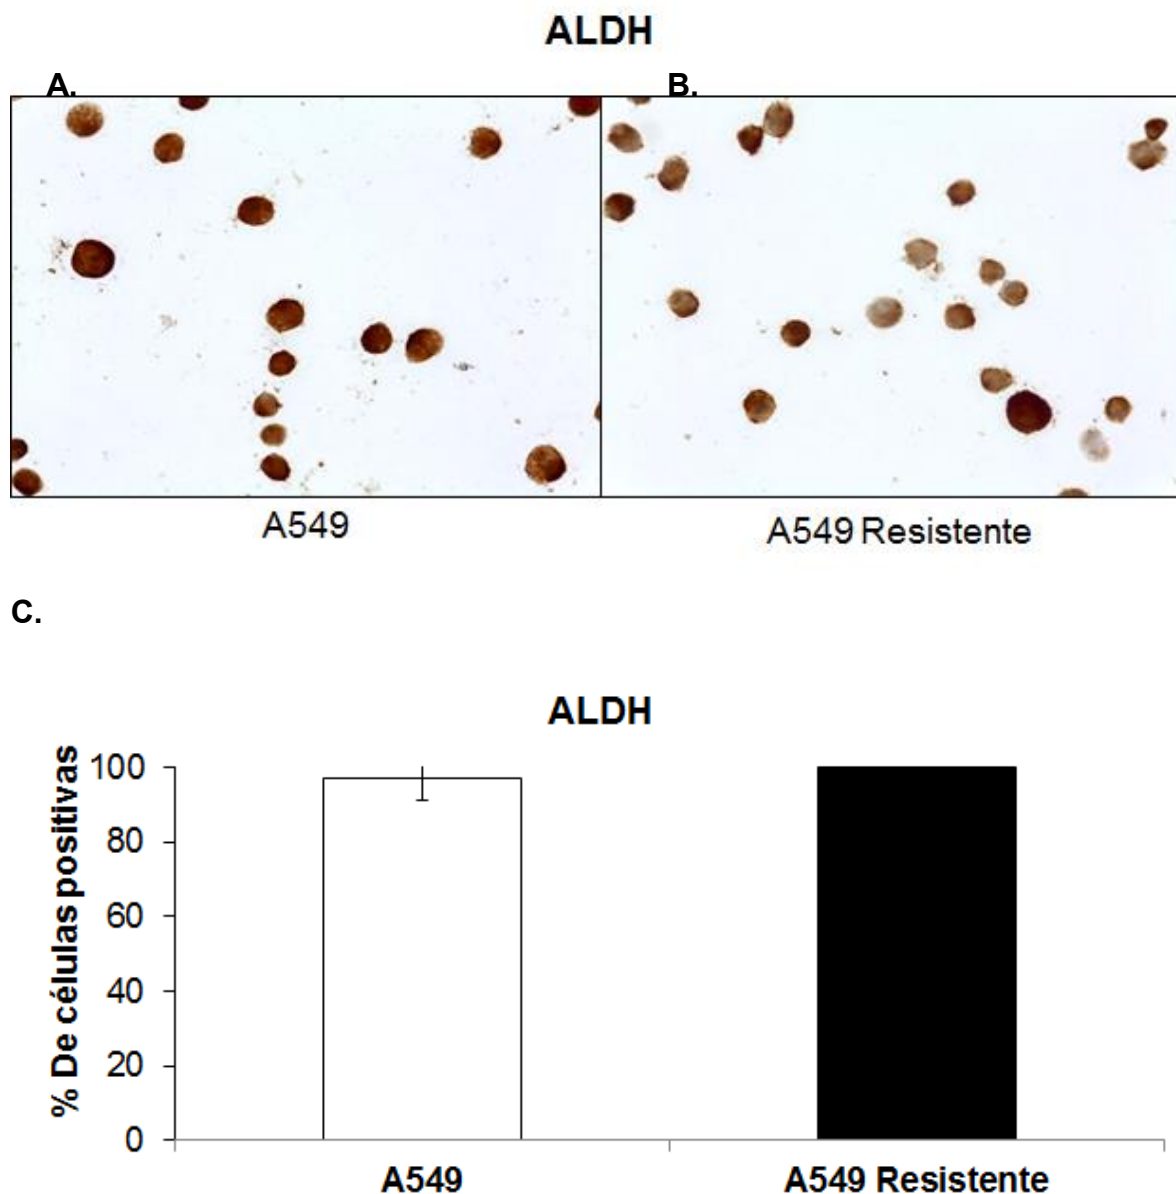 ALDH
A. B.
A549 A549 Resistente
C.
ALDH
% De células positivas
100
80
60
40
20
0
A549 A549 Resistente